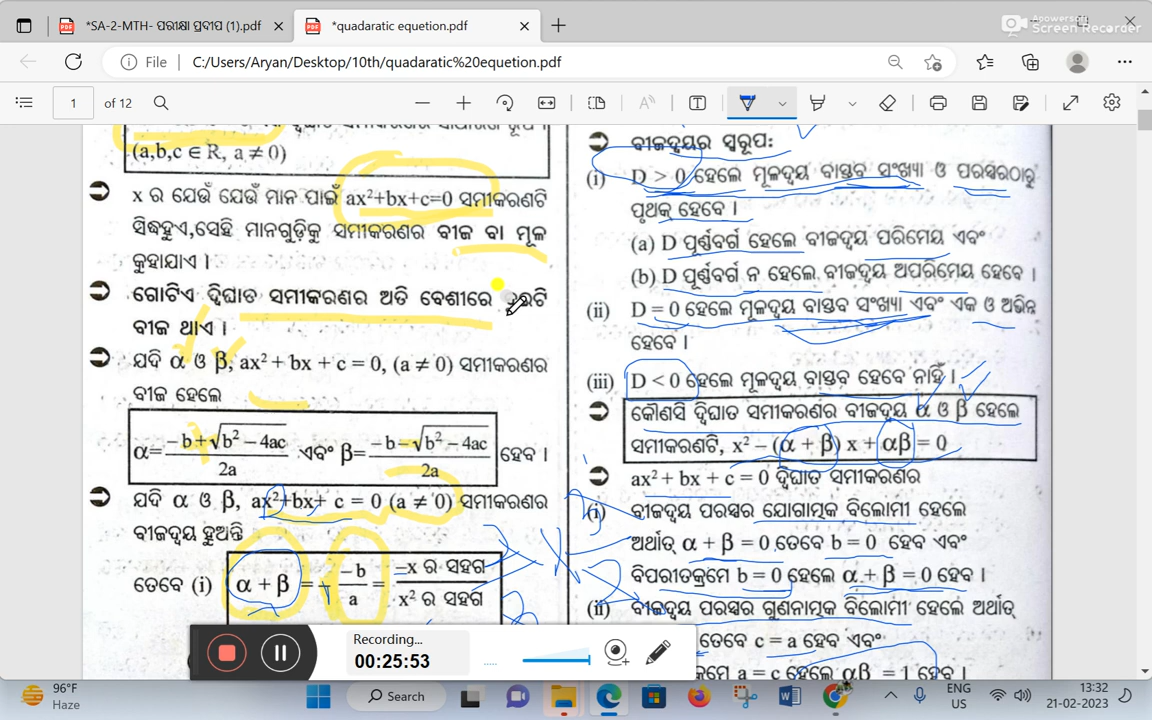 *SA-2-MTH- ପରୀକ୍ଷା ପ୍ରଦୀପ (1).pdf
*quadaratic equetion.pdf
Apowersoft
Screen Recorder
File
C:/Users/Aryan/Desktop/10th/quadaratic%20equetion.pdf
1 of 12
(a,b,c ∈ R, a ≠ 0)
x ର ଯେଉଁ ଯେଉଁ ମାନ ପାଇଁ ax²+bx+c=0 ସମୀକରଣଟି
ସିଦ୍ଧହୁଏ,ସେହି ମାନଗୁଡ଼ିକୁ ସମୀକରଣର ବୀଜ ବା ମୂଳ
କୁହାଯାଏ ।
ଗୋଟିଏ ଦ୍ୱିଘାତ ସମୀକରଣର ଅତି ବେଶୀରେ
ବୀଜ ଥାଏ ।
ଯଦି α ଓ β, ax² + bx + c = 0, (a ≠ 0) ସମୀକରଣର
ବୀଜ ହେଲେ
α= -b+√b² – 4ac / 2a ଏବଂ β= -b–√b² – 4ac / 2a ହେବ ।
ଯଦି α ଓ β, ax²+bx+ c = 0 (a ≠ 0) ସମୀକରଣର
ବୀଜଦ୍ୱୟ ହୁଅନ୍ତି
ତେବେ (i) α + β = -b / a = –x ର ସହଗ / x² ର ସହଗ
ବୀଜଦ୍ୱୟର ସ୍ୱରୂପ:
(i) D > 0 ହେଲେ ମୂଳଦ୍ୱୟ ବାସ୍ତବ ସଂଖ୍ୟା ଓ ପରସ୍ପରଠାରୁ
ପୃଥକ୍ ହେବେ ।
(a) D ପୂର୍ଣ୍ଣବର୍ଗ ହେଲେ ବୀଜଦ୍ୱୟ ପରିମେୟ ଏବଂ
(b) D ପୂର୍ଣ୍ଣବର୍ଗ ନ ହେଲେ ବୀଜଦ୍ୱୟ ଅପରିମେୟ ହେବେ ।
(ii) D = 0 ହେଲେ ମୂଳଦ୍ୱୟ ବାସ୍ତବ ସଂଖ୍ୟା ଏବଂ ଏକ ଓ ଅଭିନ୍ନ
ହେବେ ।
(iii) D < 0 ହେଲେ ମୂଳଦ୍ୱୟ ବାସ୍ତବ ହେବେ ନାହିଁ ।
କୌଣସି ଦ୍ୱିଘାତ ସମୀକରଣର ବୀଜଦ୍ୱୟ α ଓ β ହେଲେ
ସମୀକରଣଟି, x² – (α + β) x + αβ = 0
ax² + bx + c = 0 ଦ୍ୱିଘାତ ସମୀକରଣର
(i) ବୀଜଦ୍ୱୟ ପରସ୍ପର ଯୋଗାତ୍ମକ ବିଲୋମୀ ହେଲେ
ଅର୍ଥାତ୍ α + β = 0 ତେବେ b = 0 ହେବ ଏବଂ
ବିପରୀତକ୍ରମେ b = 0 ହେଲେ α + β = 0 ହେବ ।
(ii) ବୀଜଦ୍ୱୟ ପରସ୍ପର ଗୁଣନାତ୍ମକ ବିଲୋମୀ ହେଲେ ଅର୍ଥାତ୍
ତେବେ c = a ହେବ ଏବଂ
କ୍ରମେ a = c ହେଲେ αβ = 1 ହେବ ।
Recording...
00:25:53
96°F
Haze
Search
ENG
US
13:32
21-02-2023